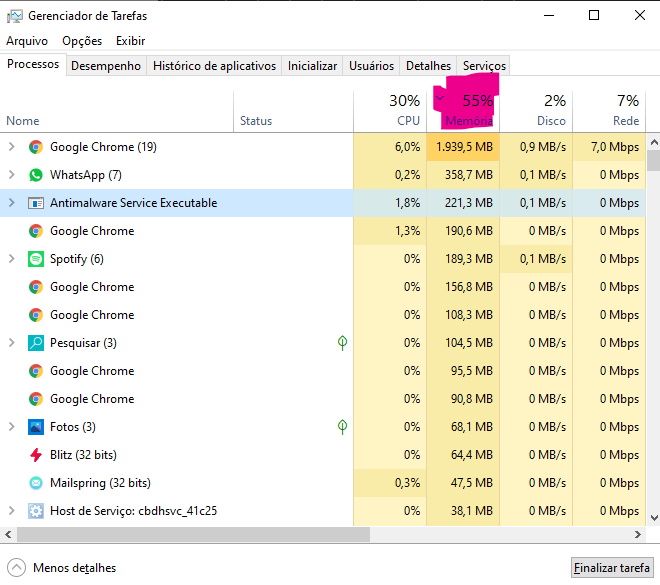 Gerenciador de Tarefas
Arquivo Opções Exibir
Processos Desempenho Histórico de aplicativos Inicializar Usuários Detalhes Serviços
30% 55% 2% 7%
Nome Status CPU Memória Disco Rede
Google Chrome (19) 6,0% 1.939,5 MB 0,9 MB/s 7,0 Mbps
WhatsApp (7) 0,2% 358,7 MB 0,1 MB/s 0 Mbps
Antimalware Service Executable 1,8% 221,3 MB 0,1 MB/s 0 Mbps
Google Chrome 1,3% 190,6 MB 0 MB/s 0 Mbps
Spotify (6) 0% 189,3 MB 0,1 MB/s 0 Mbps
Google Chrome 0% 156,8 MB 0 MB/s 0 Mbps
Google Chrome 0% 108,3 MB 0 MB/s 0 Mbps
Pesquisar (3) 0% 104,5 MB 0 MB/s 0 Mbps
Google Chrome 0% 95,5 MB 0 MB/s 0 Mbps
Google Chrome 0% 90,8 MB 0 MB/s 0 Mbps
Fotos (3) 0% 68,1 MB 0 MB/s 0 Mbps
Blitz (32 bits) 0% 64,4 MB 0 MB/s 0 Mbps
Mailspring (32 bits) 0,3% 47,5 MB 0 MB/s 0 Mbps
Host de Serviço: cbdhsvc_41c25 0% 38,1 MB 0 MB/s 0 Mbps
Menos detalhes Finalizar tarefa